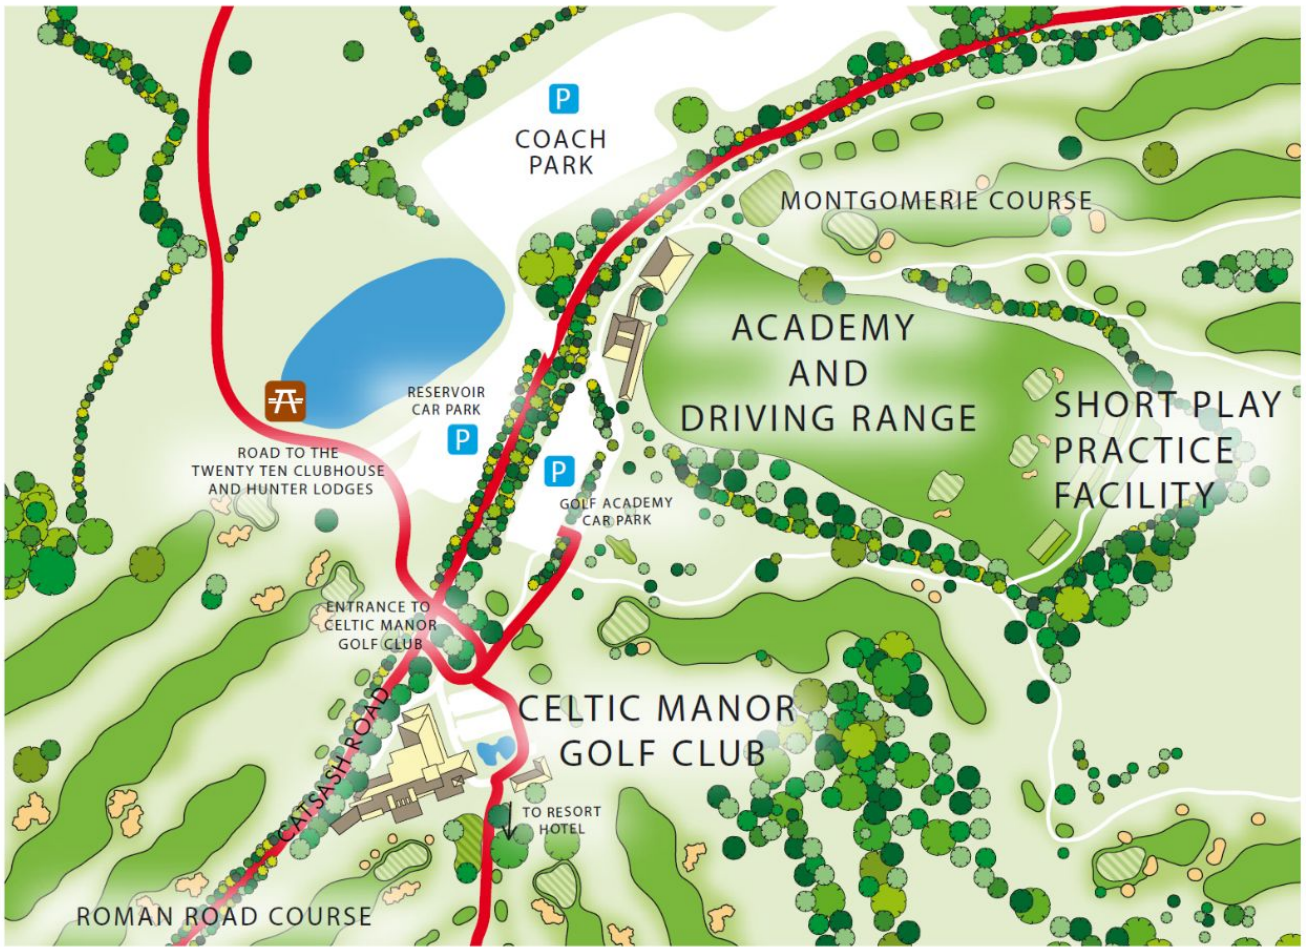 P
COACH
PARK
MONTGOMERIE COURSE
ACADEMY
AND
DRIVING RANGE
RESERVOIR
CAR PARK
P
SHORT PLAY
PRACTICE
FACILITY
ROAD TO THE
TWENTY TEN CLUBHOUSE
AND HUNTER LODGES
P
GOLF ACADEMY
CAR PARK
ENTRANCE TO
CELTIC MANOR
GOLF CLUB
CATSASH ROAD
CELTIC MANOR
GOLF CLUB
TO RESORT
HOTEL
ROMAN ROAD COURSE